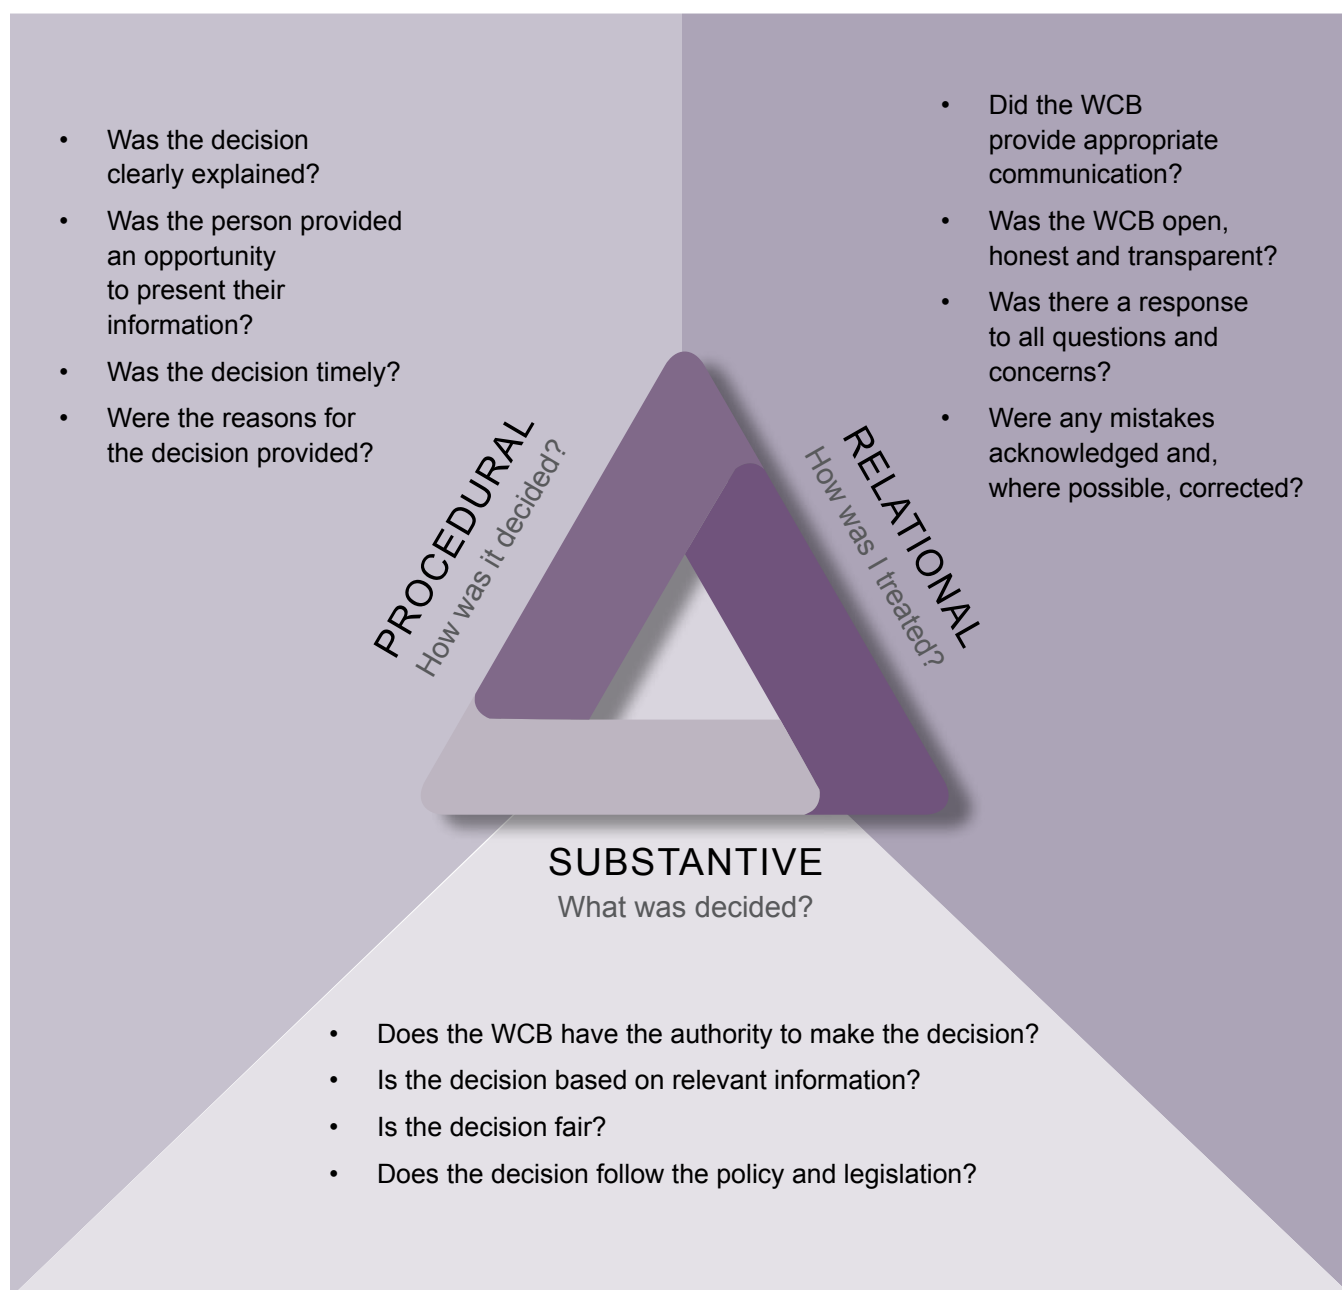 • Was the decision
clearly explained?
• Was the person provided
an opportunity
to present their
information?
• Was the decision timely?
• Were the reasons for
the decision provided?
PROCEDURAL
How was it decided?
• Did the WCB
provide appropriate
communication?
• Was the WCB open,
honest and transparent?
• Was there a response
to all questions and
concerns?
• Were any mistakes
acknowledged and,
where possible, corrected?
RELATIONAL
How was I treated?
SUBSTANTIVE
What was decided?
• Does the WCB have the authority to make the decision?
• Is the decision based on relevant information?
• Is the decision fair?
• Does the decision follow the policy and legislation?